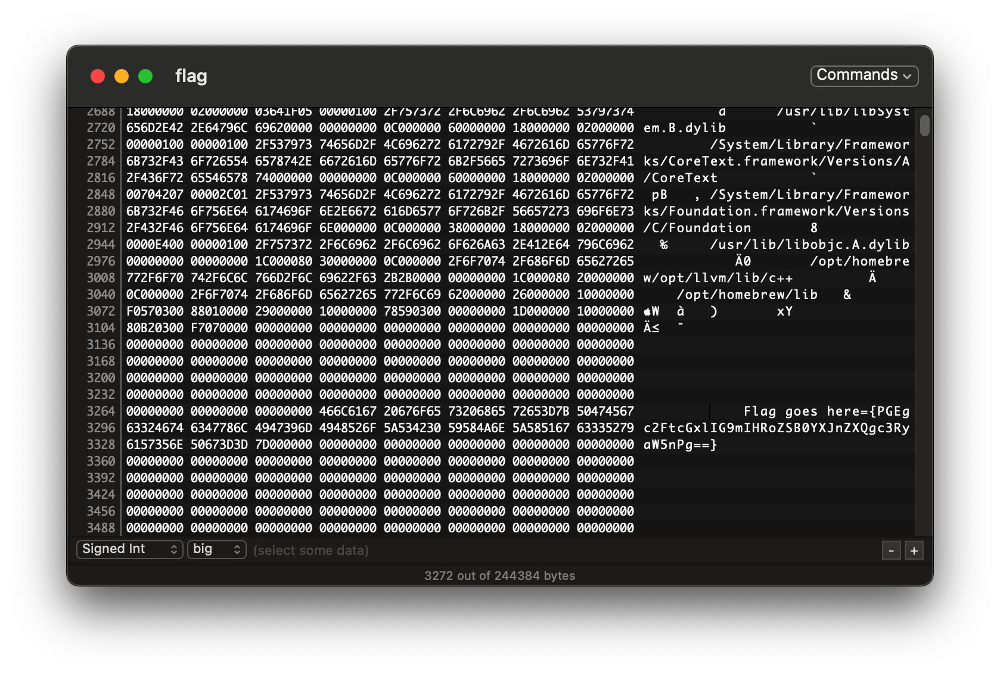 flag
Commands
2688 18000000 02000000 03641F05 00000100 2F757372 2F6C6962 2F6C6962 53797374 d /usr/lib/libSyst
2720 656D2E42 2E64796C 69620000 00000000 0C000000 60000000 18000000 02000000 em.B.dylib `
2752 00000100 00000100 2F537973 74656D2F 4C696272 6172792F 4672616D 65776F72 /System/Library/Framewor
2784 6B732F43 6F726554 6578742E 6672616D 65776F72 6B2F5665 7273696F 6E732F41 ks/CoreText.framework/Versions/A
2816 2F436F72 65546578 74000000 00000000 0C000000 60000000 18000000 02000000 /CoreText `
2848 00704207 00002C01 2F537973 74656D2F 4C696272 6172792F 4672616D 65776F72 pB , /System/Library/Framewor
2880 6B732F46 6F756E64 6174696F 6E2E6672 616D6577 6F726B2F 56657273 696F6E73 ks/Foundation.framework/Versions
2912 2F432F46 6F756E64 6174696F 6E000000 0C000000 38000000 18000000 02000000 /C/Foundation 8
2944 0000E400 00000100 2F757372 2F6C6962 2F6C6962 6F626A63 2E412E64 796C6962 ‰ /usr/lib/libobjc.A.dylib
2976 00000000 00000000 1C000080 30000000 0C000000 2F6F7074 2F686F6D 65627265 Ä0 /opt/homebre
3008 772F6F70 742F6C6C 766D2F6C 69622F63 2B2B0000 00000000 1C000080 20000000 w/opt/llvm/lib/c++ Ä
3040 0C000000 2F6F7074 2F686F6D 65627265 772F6C69 62000000 26000000 10000000 /opt/homebrew/lib &
3072 F0570300 88010000 29000000 10000000 78590300 00000000 1D000000 10000000 W à ) xY
3104 80B20300 F7070000 00000000 00000000 00000000 00000000 00000000 00000000 Ä≤ ˜
3136 00000000 00000000 00000000 00000000 00000000 00000000 00000000 00000000
3168 00000000 00000000 00000000 00000000 00000000 00000000 00000000 00000000
3200 00000000 00000000 00000000 00000000 00000000 00000000 00000000 00000000
3232 00000000 00000000 00000000 00000000 00000000 00000000 00000000 00000000
3264 00000000 00000000 00000000 466C6167 20676F65 73206865 72653D7B 50474567 Flag goes here={PGEg
3296 63324674 6347786C 4947396D 4948526F 5A534230 59584A6E 5A585167 63335279 c2FtcGxlIG9mIHRoZSB0YXJnZXQgc3Ry
3328 6157356E 50673D3D 7D000000 00000000 00000000 00000000 00000000 00000000 aW5nPg==}
3360 00000000 00000000 00000000 00000000 00000000 00000000 00000000 00000000
3392 00000000 00000000 00000000 00000000 00000000 00000000 00000000 00000000
3424 00000000 00000000 00000000 00000000 00000000 00000000 00000000 00000000
3456 00000000 00000000 00000000 00000000 00000000 00000000 00000000 00000000
3488 00000000 00000000 00000000 00000000 00000000 00000000 00000000 00000000
Signed Int big (select some data) - +
3272 out of 244384 bytes